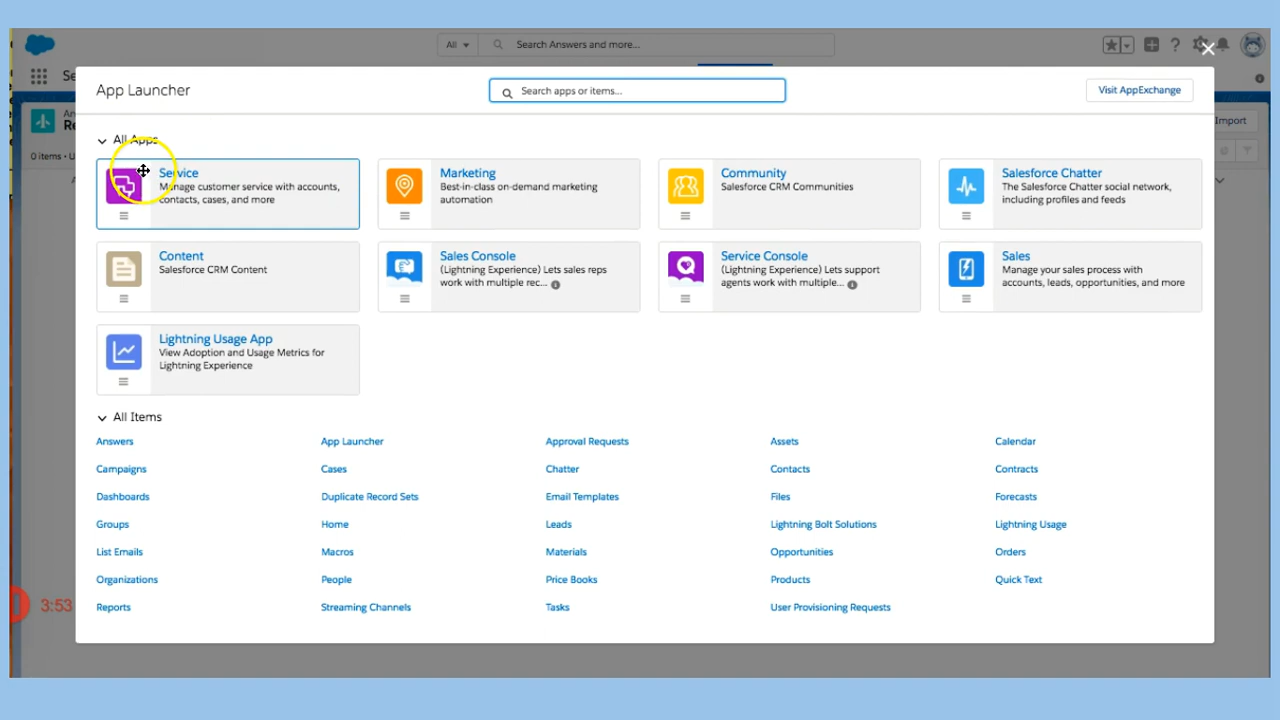 All
Search Answers and more...
Se
App Launcher
Search apps or items...
Visit AppExchange
An
Re
Import
0 items • U
All Apps
Service
Manage customer service with accounts,
contacts, cases, and more
Marketing
Best-in-class on-demand marketing
automation
Community
Salesforce CRM Communities
Salesforce Chatter
The Salesforce Chatter social network,
including profiles and feeds
Content
Salesforce CRM Content
Sales Console
(Lightning Experience) Lets sales reps
work with multiple rec...
Service Console
(Lightning Experience) Lets support
agents work with multiple...
Sales
Manage your sales process with
accounts, leads, opportunities, and more
Lightning Usage App
View Adoption and Usage Metrics for
Lightning Experience
All Items
Answers App Launcher Approval Requests Assets Calendar
Campaigns Cases Chatter Contacts Contracts
Dashboards Duplicate Record Sets Email Templates Files Forecasts
Groups Home Leads Lightning Bolt Solutions Lightning Usage
List Emails Macros Materials Opportunities Orders
Organizations People Price Books Products Quick Text
Reports Streaming Channels Tasks User Provisioning Requests
3:53